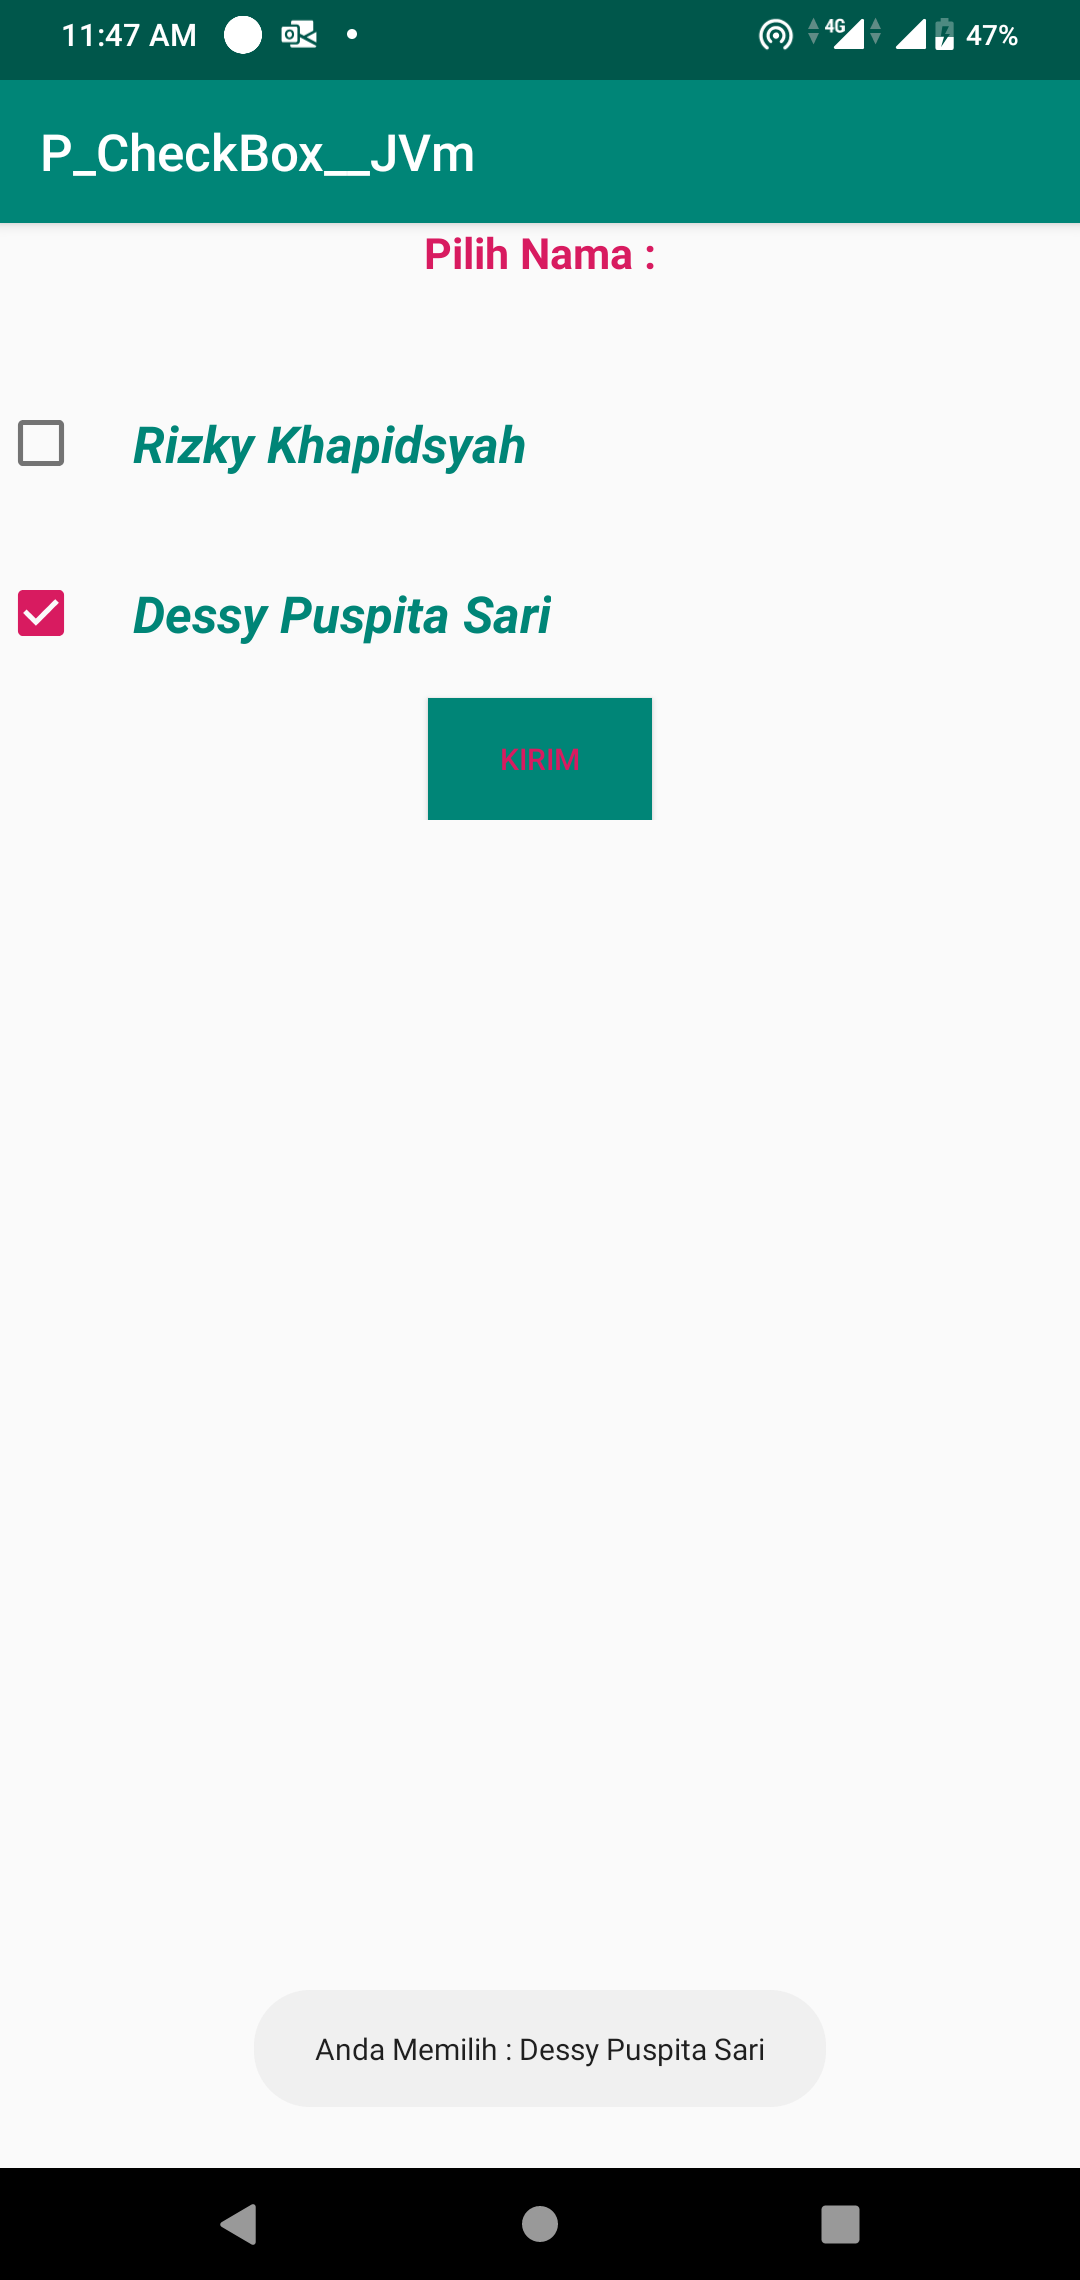 11:47 AM
4G
47%
P_CheckBox__JVm
Pilih Nama :
Rizky Khapidsyah
Dessy Puspita Sari
KIRIM
Anda Memilih : Dessy Puspita Sari